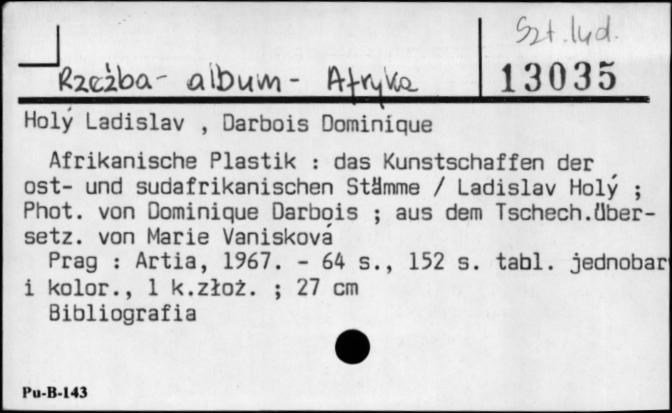 Szt. lud.
Rzeźba - album - Afryka
13035
Holý Ladislav , Darbois Dominique
Afrikanische Plastik : das Kunstschaffen der
ost- und sudafrikanischen Stämme / Ladislav Holý ;
Phot. von Dominique Darbois ; aus dem Tschech.Über-
setz. von Marie Vanisková
Prag : Artia, 1967. - 64 s., 152 s. tabl. jednobar
i kolor., 1 k.złoż. ; 27 cm
Bibliografia
Pu-B-143